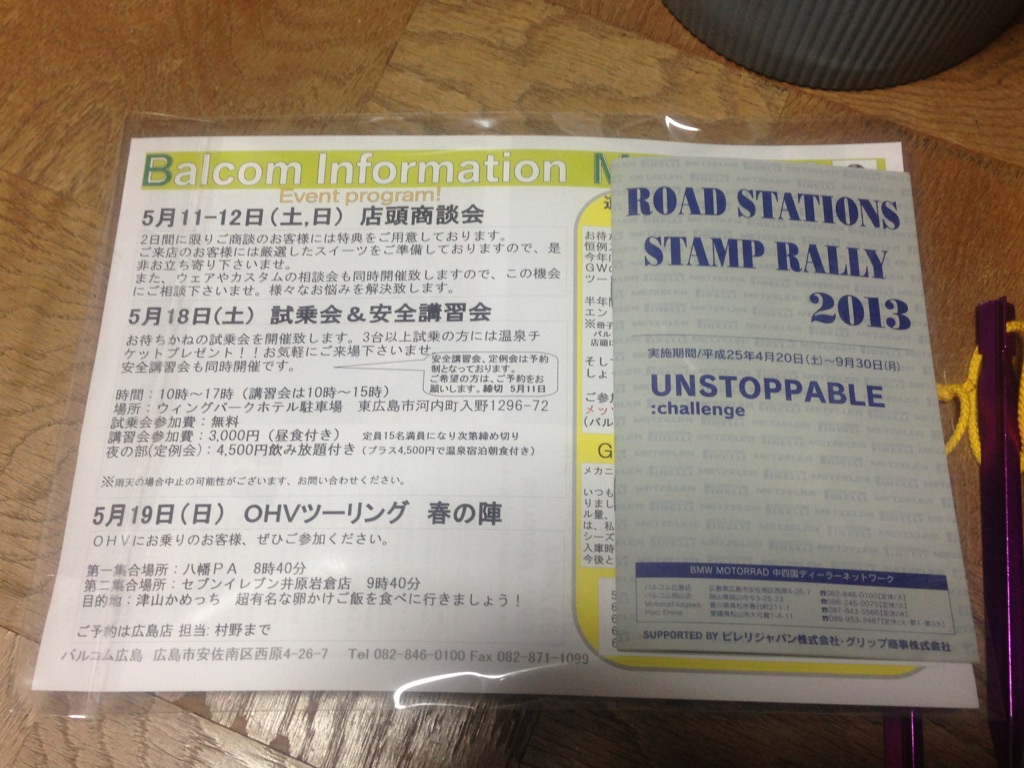 Balcom Information
Event program!
5月11-12日(土,日) 店頭商談会
2日間に限りご商談のお客様には特典をご用意しております。
ご来店のお客様には厳選したスイーツをご準備しておりますので、是
非お立ち寄り下さいませ。
また、ウェアやカスタムの相談会も同時開催致しますので、この機会
にご相談下さいませ。様々なお悩みを解決致します。
5月18日(土) 試乗会&安全講習会
お待ちかねの試乗会を開催致します。3台以上試乗の方には温泉チ
ケットプレゼント!!お気軽にご来場下さいませ
安全講習会も同時開催です。
安全講習会、定例会は予約
制となっております。
ご希望の方は、ご予約をお
願いします。締切 5月11日
時間:10時~17時(講習会は10時~15時)
場所:ウィングパークホテル駐車場 東広島市河内町入野1296-72
試乗会参加費:無料
講習会参加費:3,000円(昼食付き) 定員15名満員になり次第締め切り
夜の部(定例会):4,500円飲み放題付き(プラス4,500円で温泉宿泊朝食付き)
※雨天の場合中止の可能性がございます、お問い合わせください。
5月19日(日) OHVツーリング 春の陣
OHVにお乗りのお客様、ぜひご参加ください。
第一集合場所:八幡PA 8時40分
第二集合場所:セブンイレブン井原岩倉店 9時40分
目的地:津山かめっち 超有名な卵かけご飯を食べに行きましょう!
ご予約は広島店 担当:村野まで
バルコム広島 広島市安佐南区西原4-26-7 Tel 082-846-0100 Fax 082-871-1099
ROAD STATIONS
STAMP RALLY
2013
実施期間/平成25年4月20日(土)~9月30日(月)
UNSTOPPABLE
:challenge
BMW MOTORRAD 中四国ディーラーネットワーク
バルコム広島店 広島県広島市安佐南区西原4-26-7 ☎082-846-0100
SUPPORTED BY ピレリジャパン株式会社・グリップ商事株式会社